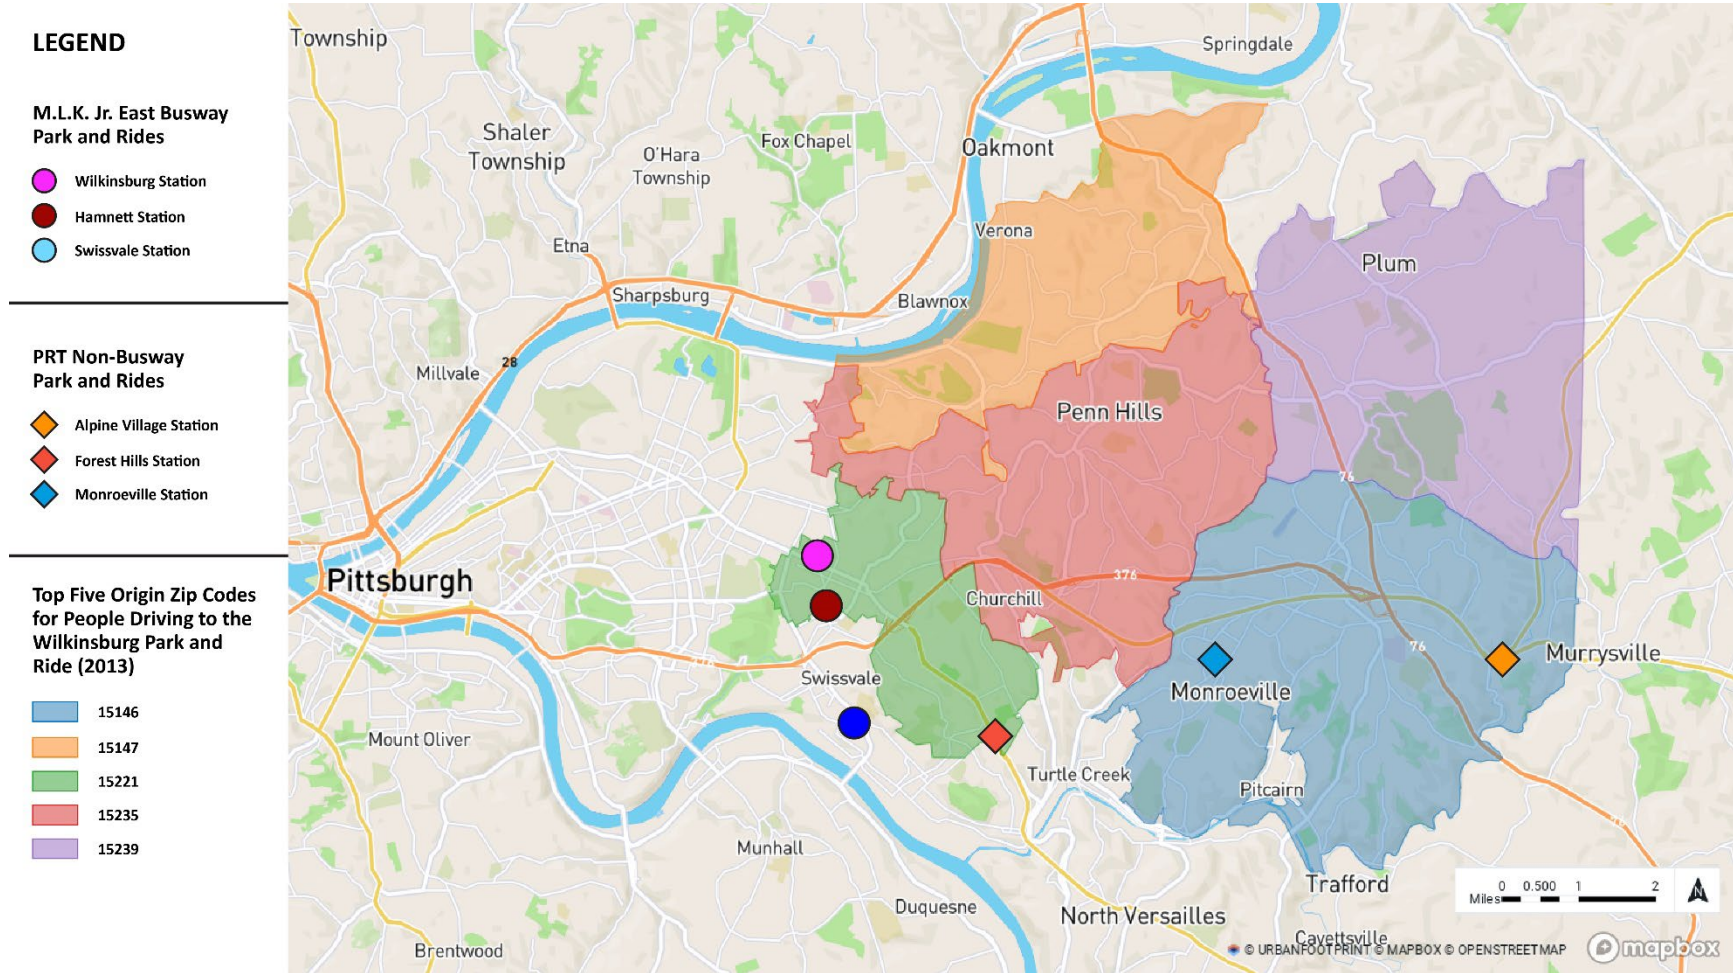 LEGEND
M.L.K. Jr. East Busway
Park and Rides
Wilkinsburg Station
Hamnett Station
Swissvale Station
PRT Non-Busway
Park and Rides
Alpine Village Station
Forest Hills Station
Monroeville Station
Top Five Origin Zip Codes
for People Driving to the
Wilkinsburg Park and
Ride (2013)
15146
15147
15221
15235
15239
Township
Springdale
Shaler
Township
O'Hara
Township
Fox Chapel
Oakmont
Etna
Verona
Plum
Sharpsburg
Blawnox
28
Millvale
Penn Hills
76
Pittsburgh
376
Churchill
Swissvale
76
Murrysville
Monroeville
Mount Oliver
Turtle Creek
Pitcairn
Munhall
Trafford
Duquesne
North Versailles
Cavettsville
Brentwood
0 0.500 1 2
Miles
N
© URBANFOOTPRINT © MAPBOX © OPENSTREETMAP
mapbox